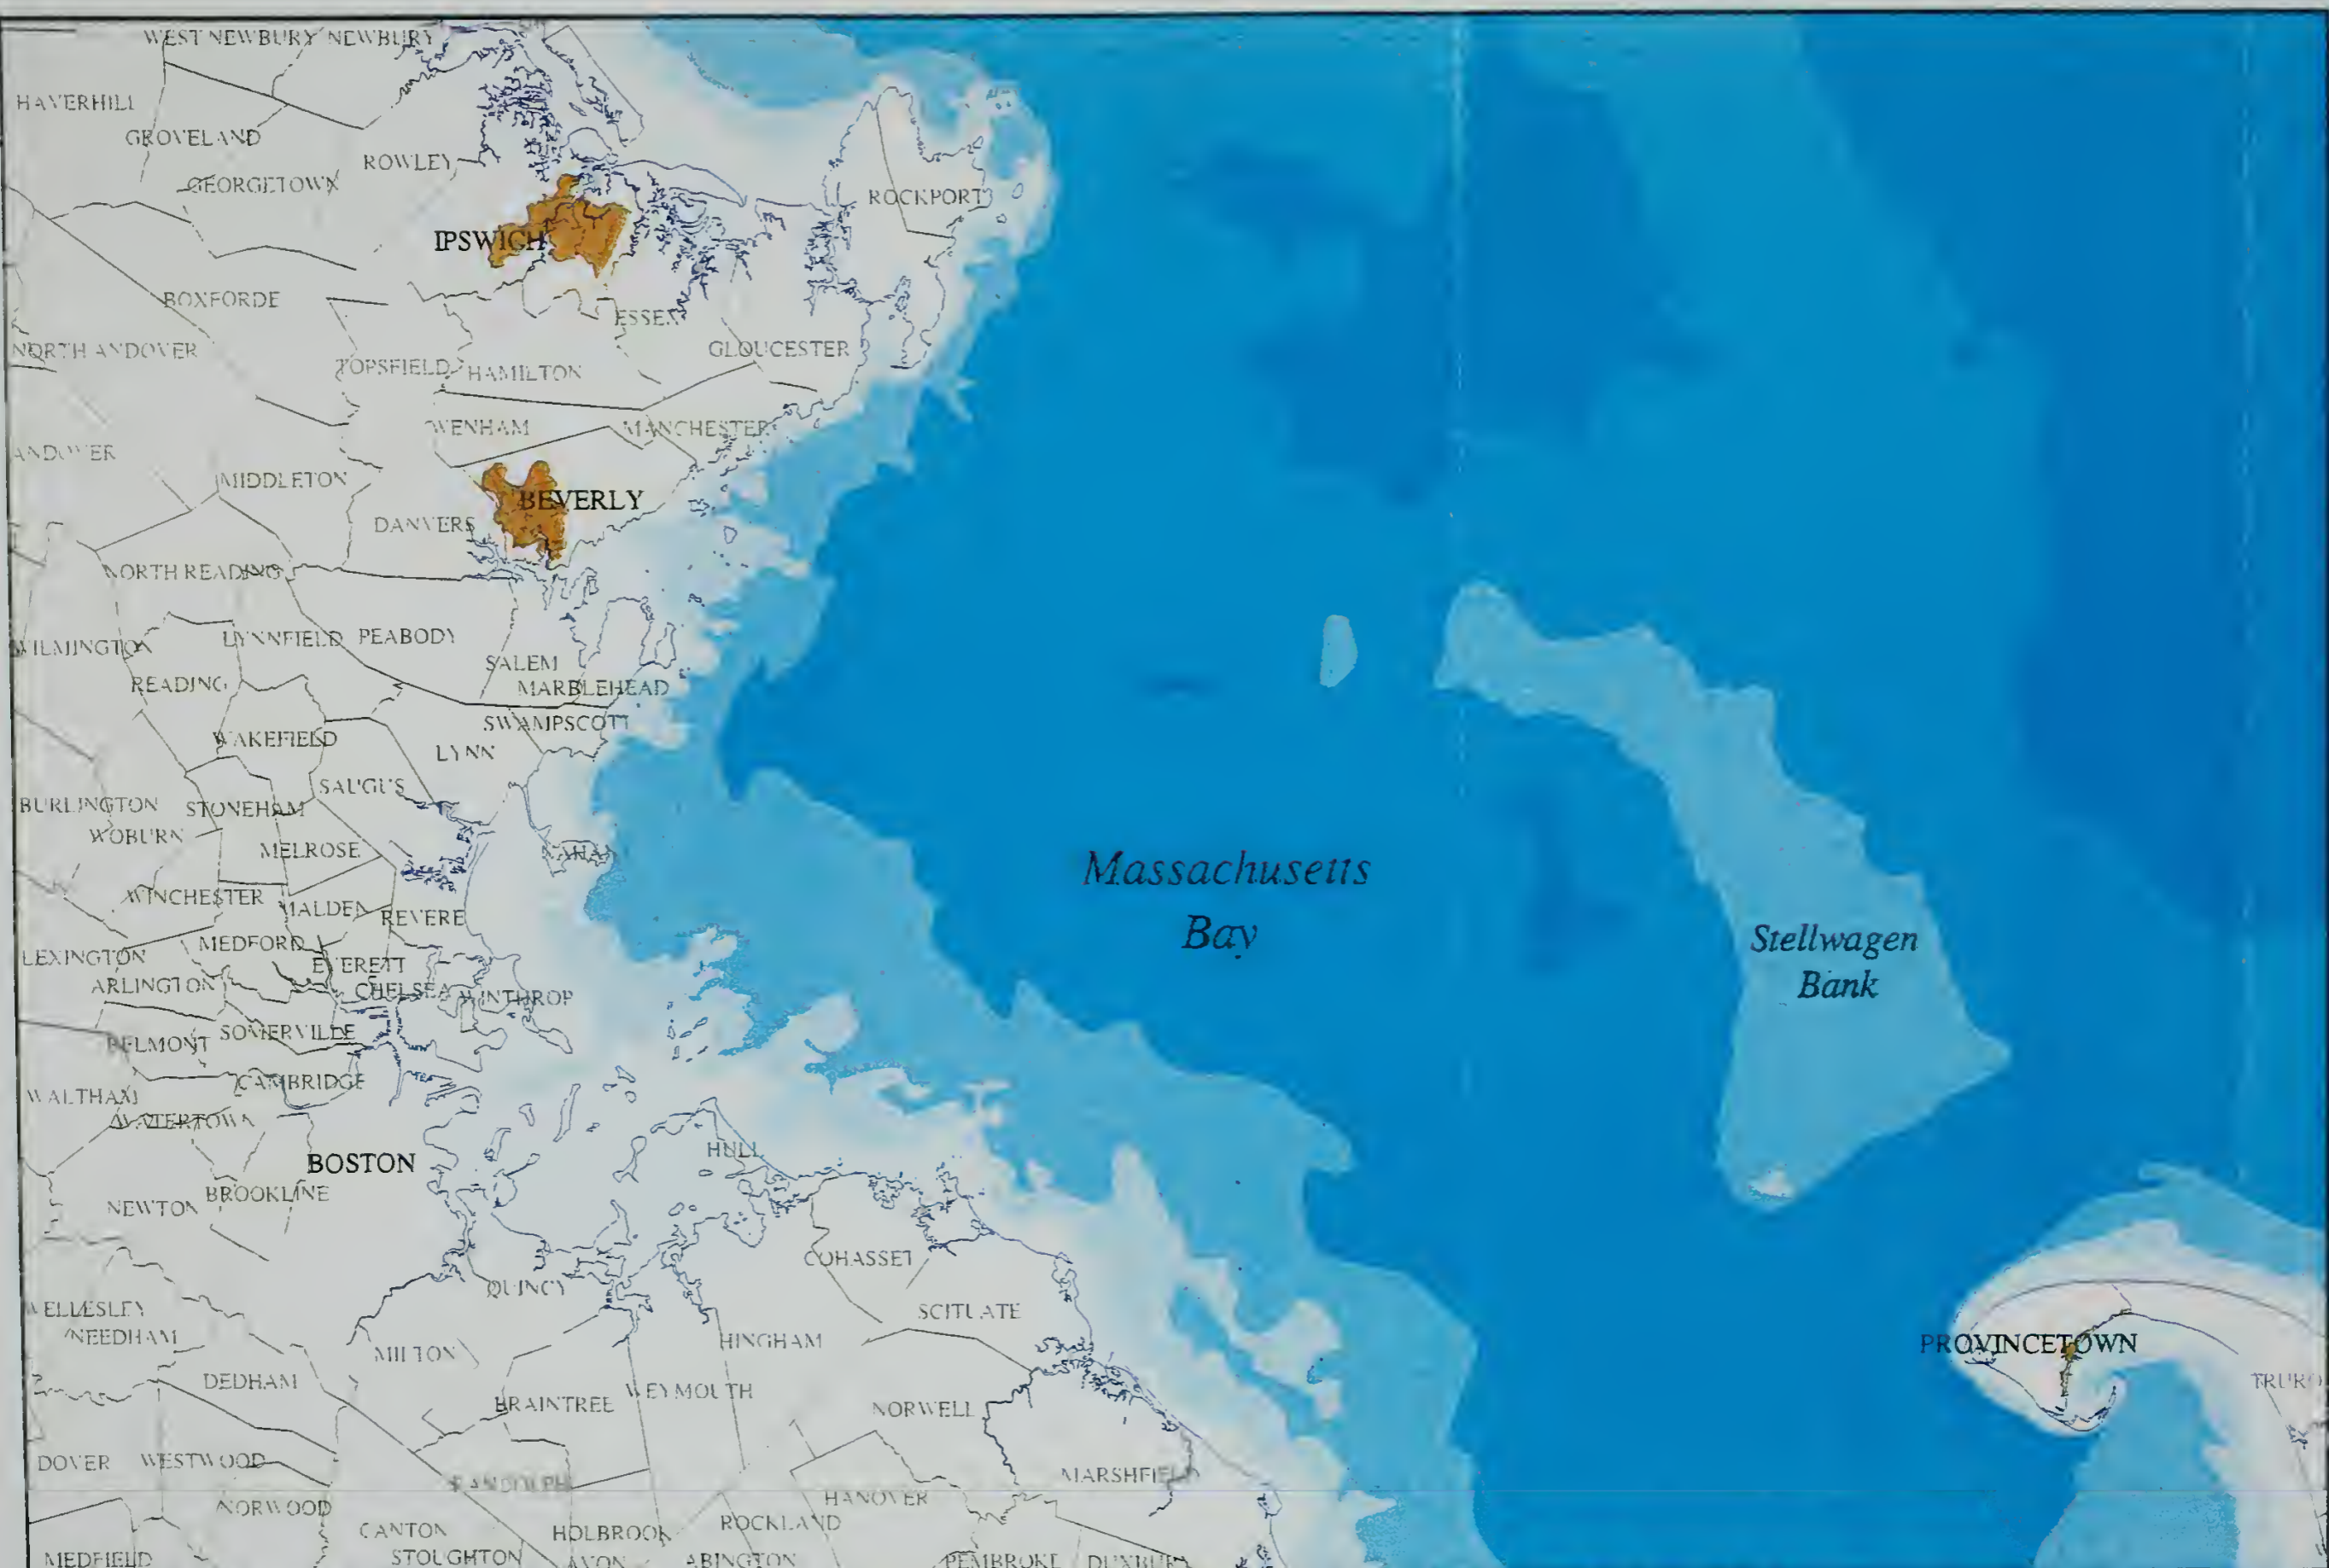 WEST NEWBURY NEWBURY
HAVERHILL
GROVELAND
ROWLEY
GEORGETOWN
ROCKPORT
IPSWICH
BOXFORDE
ESSEX
NORTH ANDOVER
GLOUCESTER
TOPSFIELD HAMILTON
WENHAM MANCHESTER
ANDOVER
MIDDLETON
BEVERLY
DANVERS
NORTH READING
WILMINGTON LYNNFIELD PEABODY
SALEM
READING MARBLEHEAD
SWAMPSCOTT
WAKEFIELD
LYNN
SAUGUS
BURLINGTON STONEHAM
WOBURN
MELROSE
NAHANT
Massachusetts
Bay
WINCHESTER MALDEN REVERE
MEDFORD
LEXINGTON EVERETT
Stellwagen
Bank
ARLINGTON CHELSEA WINTHROP
SOMERVILLE
BELMONT
CAMBRIDGE
WALTHAM
WATERTOWN
HULL
BOSTON
BROOKLINE
NEWTON
COHASSET
QUINCY
WELLESLEY
SCITUATE
NEEDHAM
MILTON HINGHAM
PROVINCETOWN
DEDHAM
TRURO
BRAINTREE WEYMOUTH
NORWELL
DOVER WESTWOOD
MARSHFIELD
RANDOLPH
HANOVER
NORWOOD
ROCKLAND
CANTON HOLBROOK
MEDFIELD STOUGHTON AVON ABINGTON PEMBROKE DUXBURY